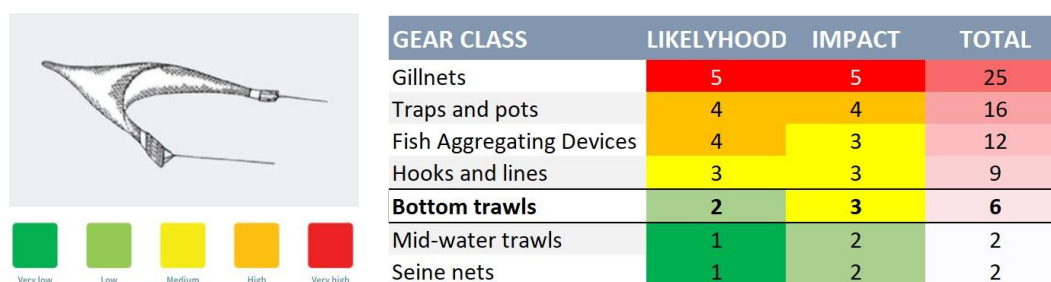 GEAR CLASS LIKELYHOOD IMPACT TOTAL
Gillnets 5 5 25
Traps and pots 4 4 16
Fish Aggregating Devices 4 3 12
Hooks and lines 3 3 9
Bottom trawls 2 3 6
Mid-water trawls 1 2 2
Seine nets 1 2 2
Very low Low Medium High Very high